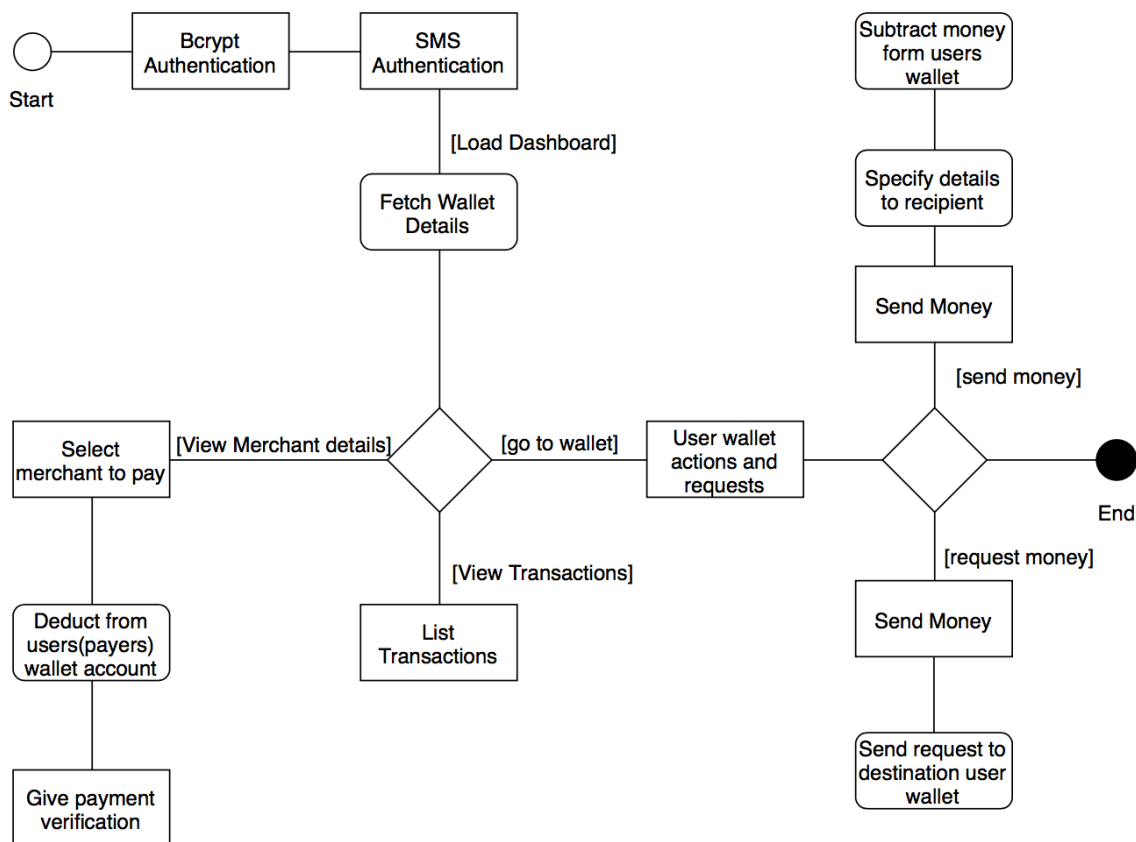 Start
Bcrypt
Authentication
SMS
Authentication
[Load Dashboard]
Fetch Wallet
Details
[View Merchant details]
Select
merchant to pay
Deduct from
users(payers)
wallet account
Give payment
verification
[View Transactions]
List
Transactions
[go to wallet]
User wallet
actions and
requests
Subtract money
form users
wallet
Specify details
to recipient
Send Money
[send money]
End
[request money]
Send Money
Send request to
destination user
wallet